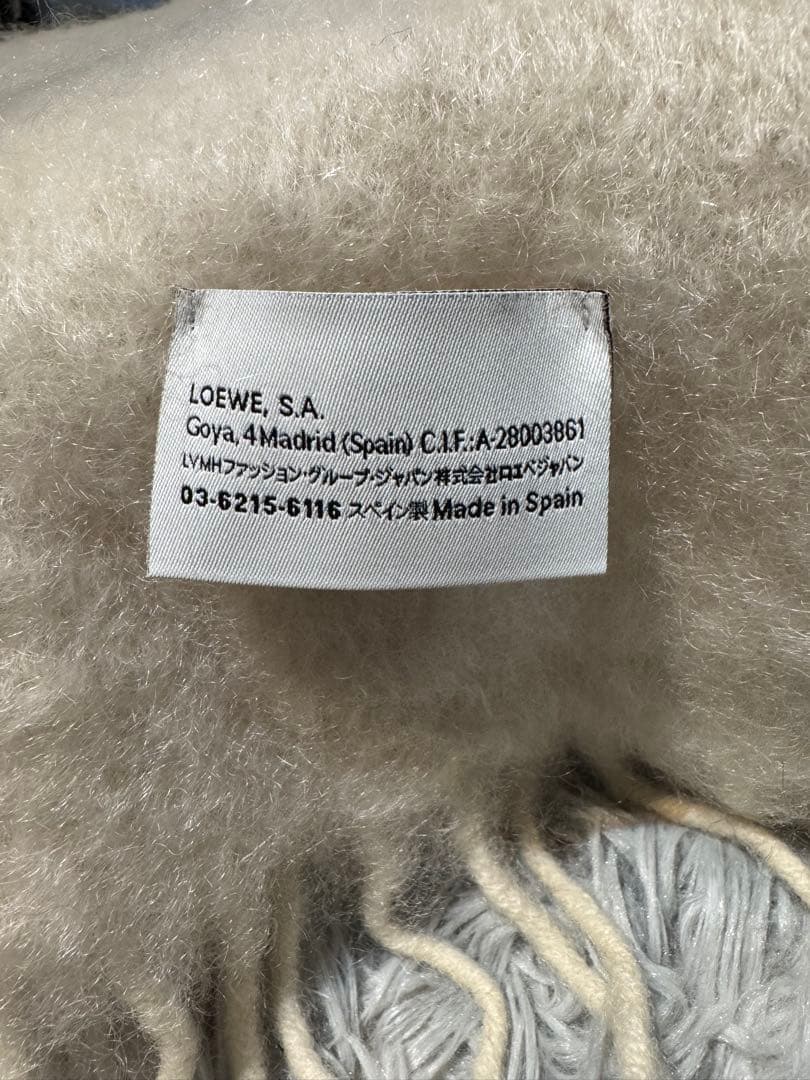 LOEWE, S.A.
Goya, 4 Madrid (Spain) C.I.F.:A-28003861
LVMHファッション・グループ・ジャパン株式会社ロエベジャパン
03-6215-6116 スペイン製 Made in Spain